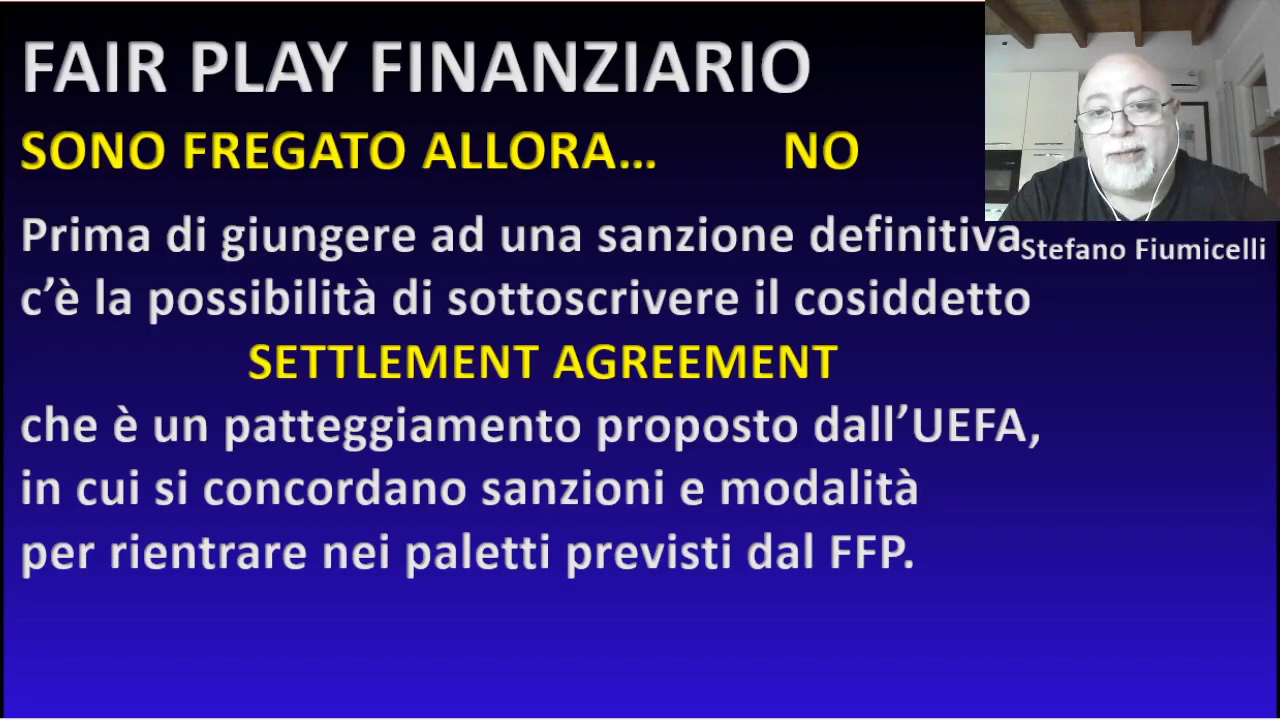 FAIR PLAY FINANZIARIO
SONO FREGATO ALLORA... NO
Prima di giungere ad una sanzione definitiva
Stefano Fiumicelli
c’è la possibilità di sottoscrivere il cosiddetto
SETTLEMENT AGREEMENT
che è un patteggiamento proposto dall’UEFA,
in cui si concordano sanzioni e modalità
per rientrare nei paletti previsti dal FFP.